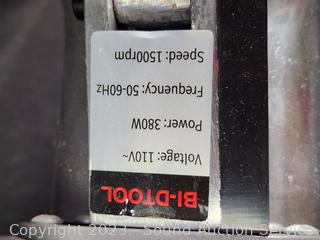 BI-DTOOL
Voltage: 110V~
Power: 380W
Frequency: 50-60Hz
Speed: 1500rpm
Copyright 2023 - Sound Auction Service